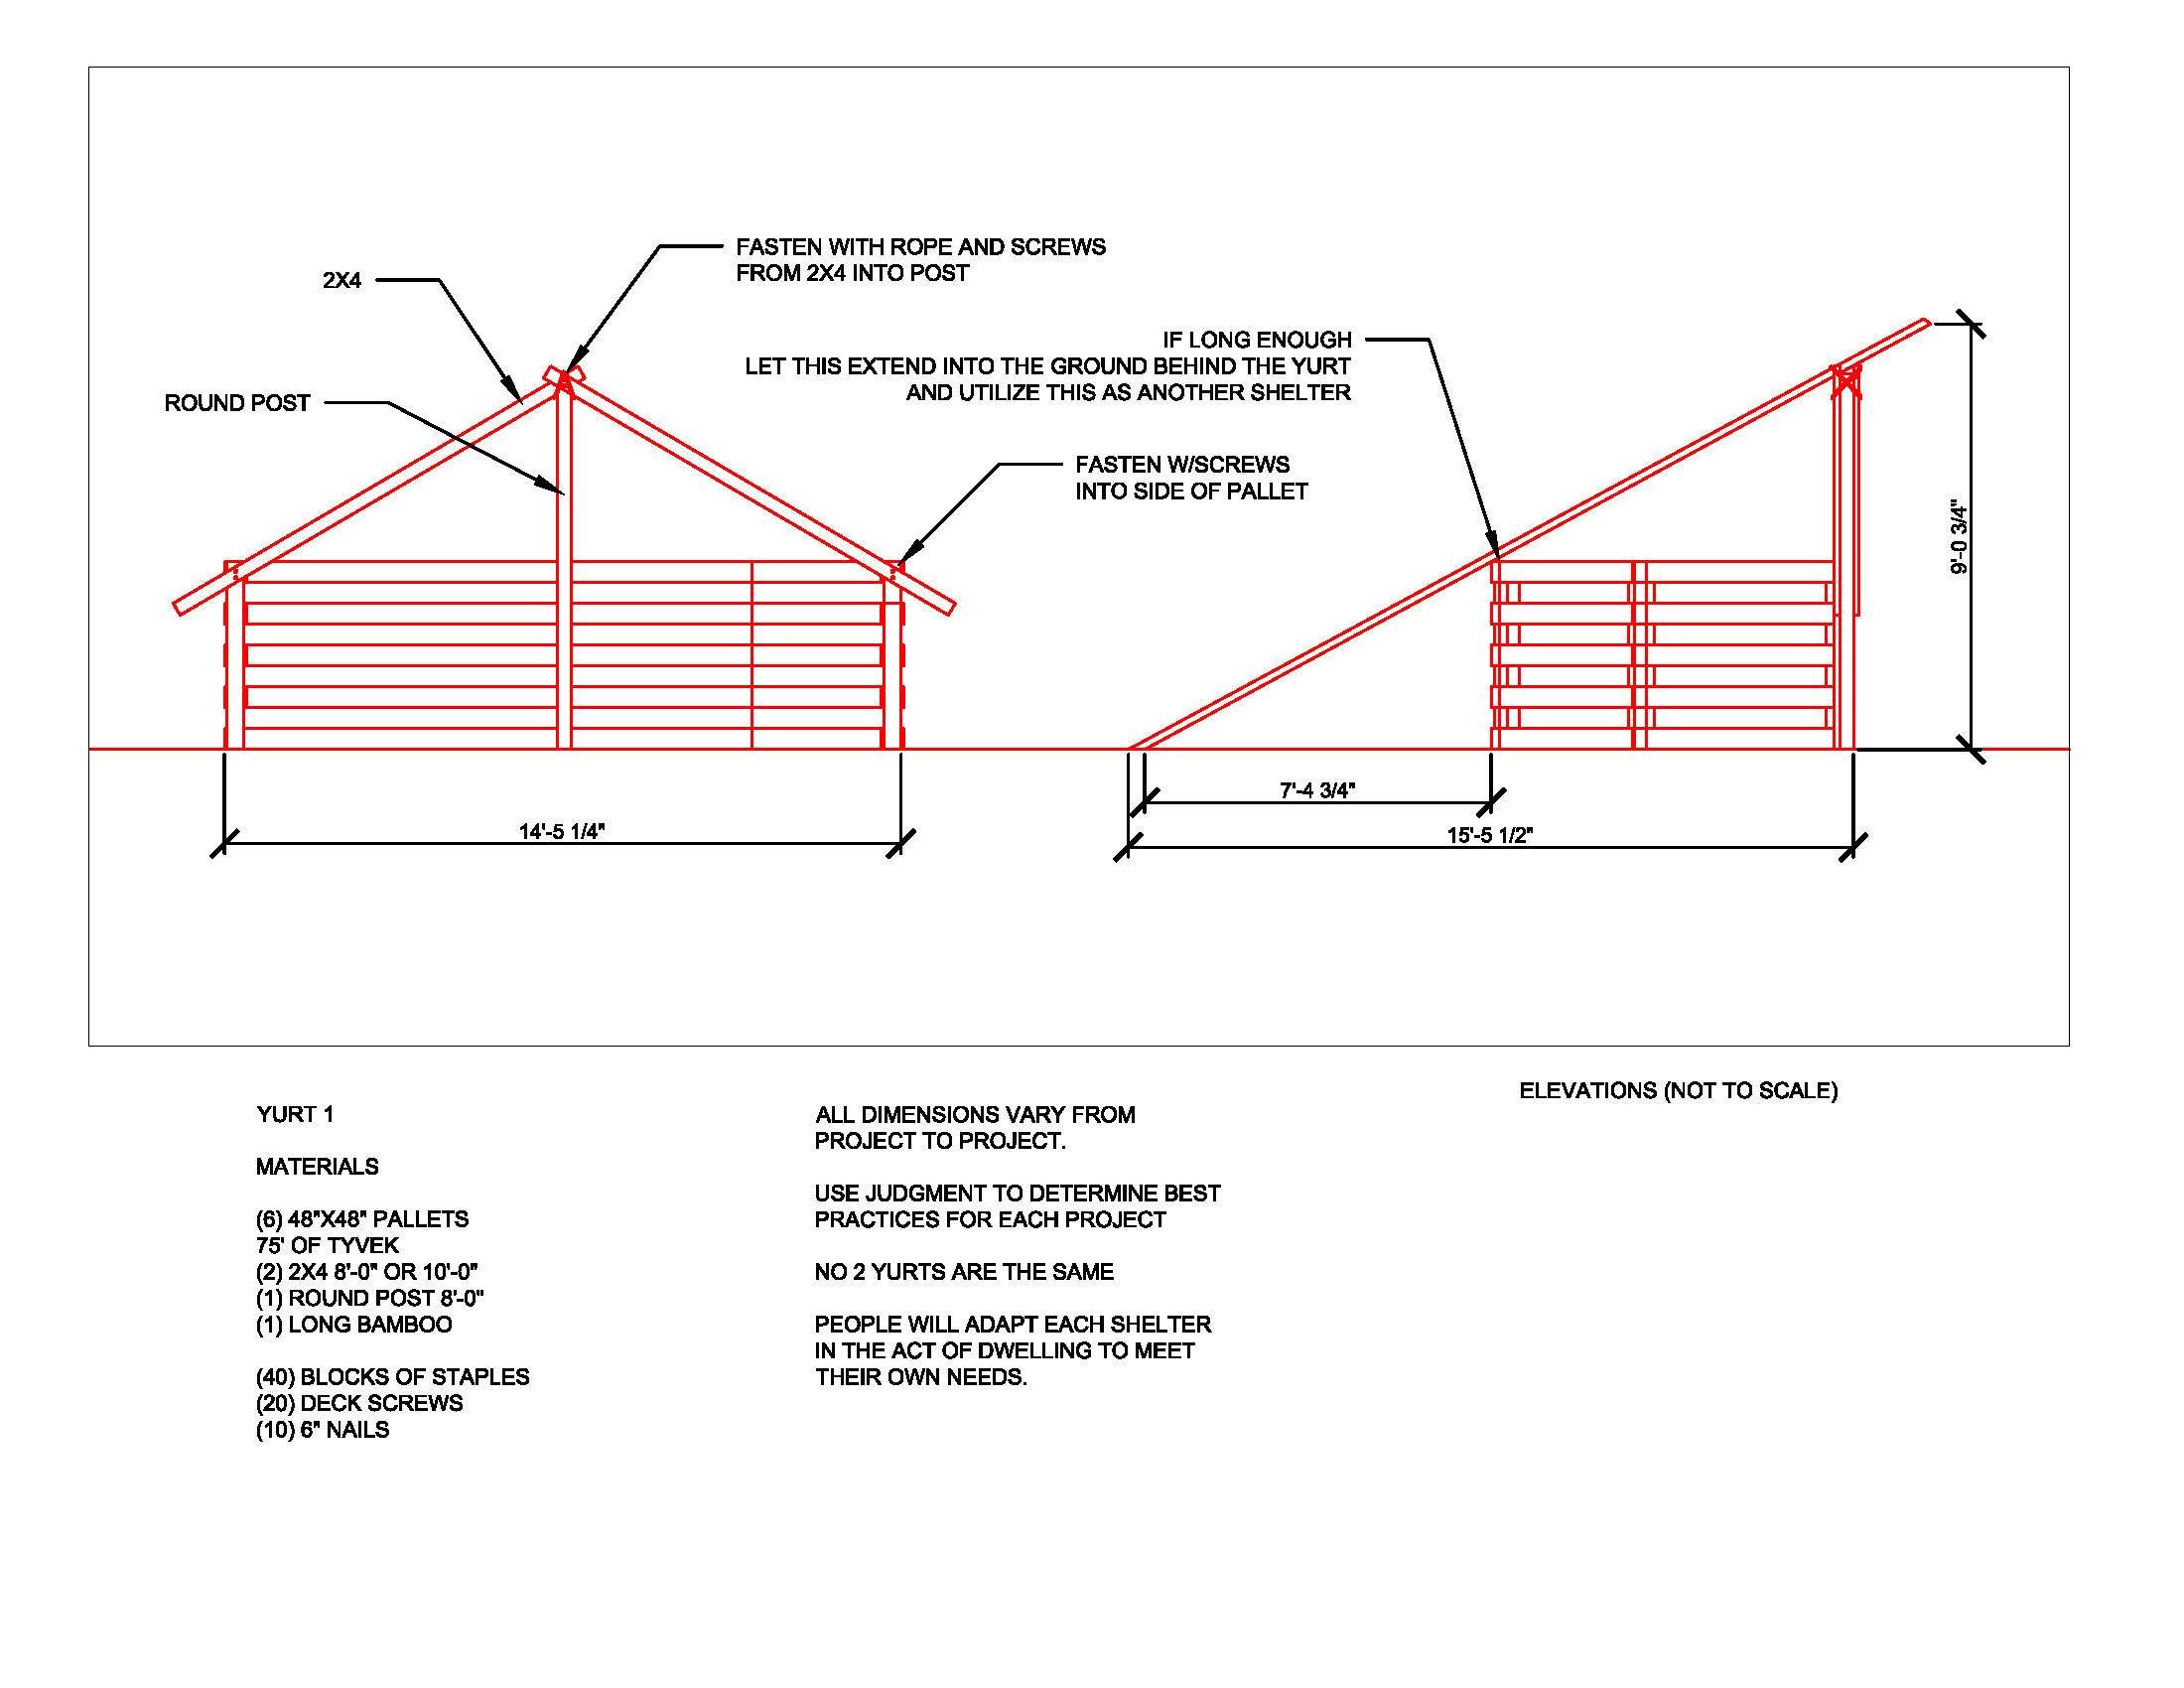 FASTEN WITH ROPE AND SCREWS
FROM 2X4 INTO POST
2X4
IF LONG ENOUGH
LET THIS EXTEND INTO THE GROUND BEHIND THE YURT
AND UTILIZE THIS AS ANOTHER SHELTER
ROUND POST
FASTEN W/SCREWS
INTO SIDE OF PALLET
9'-0 3/4"
7'-4 3/4"
14'-5 1/4"
15'-5 1/2"
ELEVATIONS (NOT TO SCALE)
YURT 1
MATERIALS
(6) 48"X48" PALLETS
75' OF TYVEK
(2) 2X4 8'-0" OR 10'-0"
(1) ROUND POST 8'-0"
(1) LONG BAMBOO
(40) BLOCKS OF STAPLES
(20) DECK SCREWS
(10) 6" NAILS
ALL DIMENSIONS VARY FROM
PROJECT TO PROJECT.
USE JUDGMENT TO DETERMINE BEST
PRACTICES FOR EACH PROJECT
NO 2 YURTS ARE THE SAME
PEOPLE WILL ADAPT EACH SHELTER
IN THE ACT OF DWELLING TO MEET
THEIR OWN NEEDS.